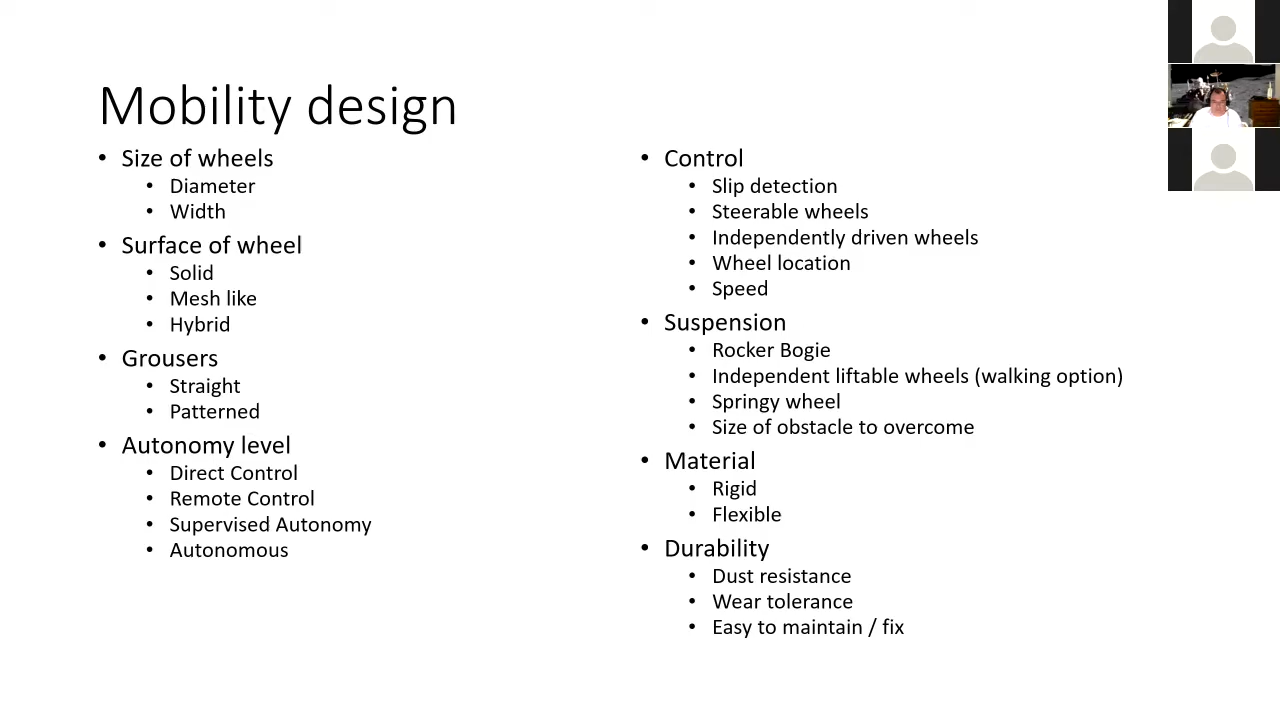 Mobility design
• Size of wheels
• Diameter
• Width
• Surface of wheel
• Solid
• Mesh like
• Hybrid
• Grousers
• Straight
• Patterned
• Autonomy level
• Direct Control
• Remote Control
• Supervised Autonomy
• Autonomous
• Control
• Slip detection
• Steerable wheels
• Independently driven wheels
• Wheel location
• Speed
• Suspension
• Rocker Bogie
• Independent liftable wheels (walking option)
• Springy wheel
• Size of obstacle to overcome
• Material
• Rigid
• Flexible
• Durability
• Dust resistance
• Wear tolerance
• Easy to maintain / fix